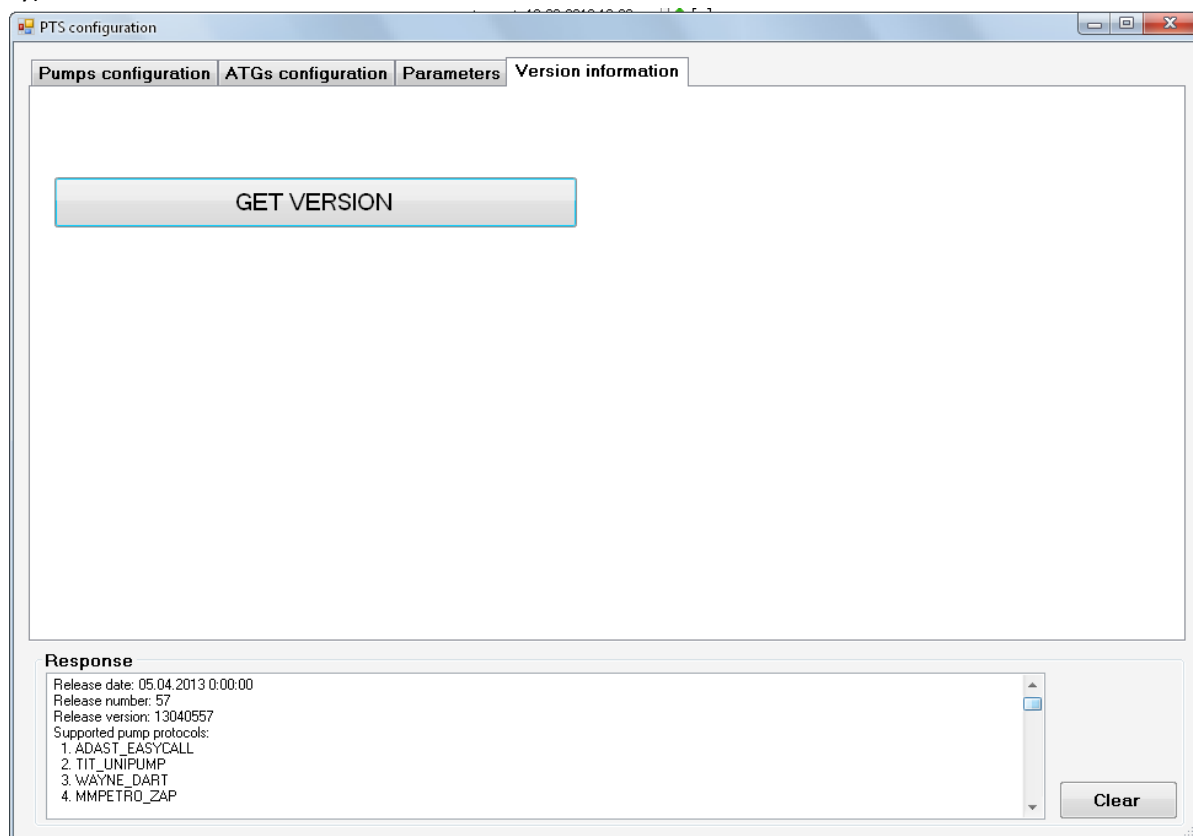 PTS configuration
Pumps configuration ATGs configuration Parameters Version information
GET VERSION
Response
Release date: 05.04.2013 0:00:00
Release number: 57
Release version: 13040557
Supported pump protocols:
1. ADAST_EASYCALL
2. TIT_UNIPUMP
3. WAYNE_DART
4. MMPETRO_ZAP
Clear